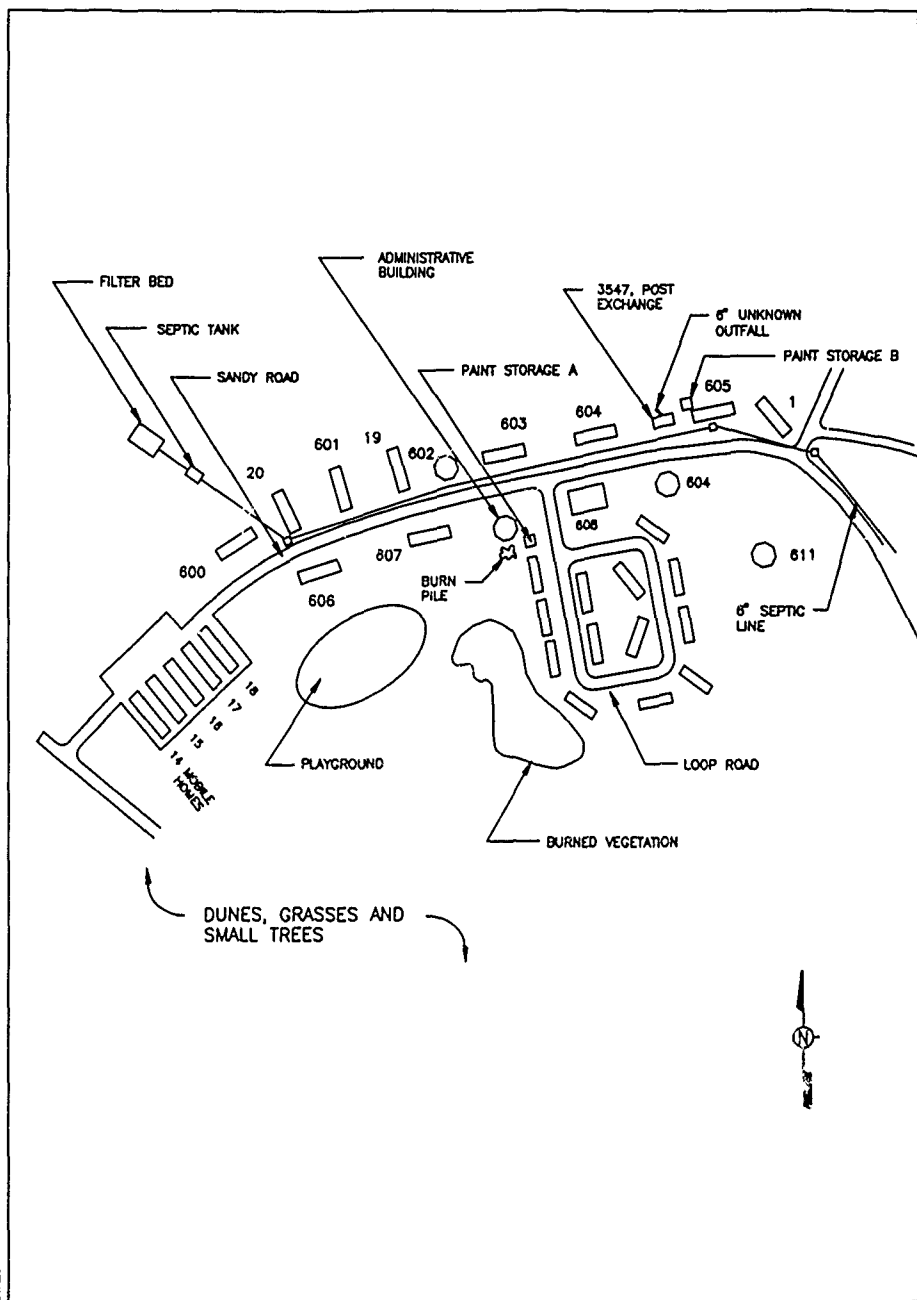 ADMINISTRATIVE
BUILDING
FILTER BED
3547, POST
EXCHANGE
6" UNKNOWN
OUTFALL
SEPTIC TANK
PAINT STORAGE B
PAINT STORAGE A
SANDY ROAD
605
1
604
603
19
601
602
20
604
608
607
611
600
606
BURN
PILE
6" SEPTIC
LINE
18
17
16
15
14 MOBILE
HOMES
PLAYGROUND
LOOP ROAD
BURNED VEGETATION
DUNES, GRASSES AND
SMALL TREES
N